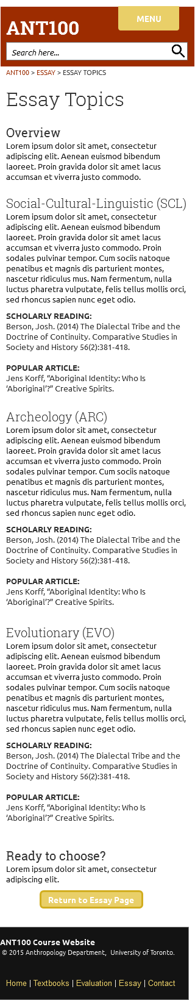 MENU
ANT100
Search here...
ANT100 > ESSAY > ESSAY TOPICS
Essay Topics
Overview
Lorem ipsum dolor sit amet, consectetur
adipiscing elit. Aenean euismod bibendum
laoreet. Proin gravida dolor sit amet lacus
accumsan et viverra justo commodo.
Social-Cultural-Linguistic (SCL)
Lorem ipsum dolor sit amet, consectetur
adipiscing elit. Aenean euismod bibendum
laoreet. Proin gravida dolor sit amet lacus
accumsan et viverra justo commodo. Proin
sodales pulvinar tempor. Cum sociis natoque
penatibus et magnis dis parturient montes,
nascetur ridiculus mus. Nam fermentum, nulla
luctus pharetra vulputate, felis tellus mollis orci,
sed rhoncus sapien nunc eget odio.
SCHOLARLY READING:
Berson, Josh. (2014) The Dialectal Tribe and the
Doctrine of Continuity. Comparative Studies in
Society and History 56(2):381-418.
POPULAR ARTICLE:
Jens Korff, “Aboriginal Identity: Who Is
‘Aboriginal’?” Creative Spirits.
Archeology (ARC)
Lorem ipsum dolor sit amet, consectetur
adipiscing elit. Aenean euismod bibendum
laoreet. Proin gravida dolor sit amet lacus
accumsan et viverra justo commodo. Proin
sodales pulvinar tempor. Cum sociis natoque
penatibus et magnis dis parturient montes,
nascetur ridiculus mus. Nam fermentum, nulla
luctus pharetra vulputate, felis tellus mollis orci,
sed rhoncus sapien nunc eget odio.
SCHOLARLY READING:
Berson, Josh. (2014) The Dialectal Tribe and the
Doctrine of Continuity. Comparative Studies in
Society and History 56(2):381-418.
POPULAR ARTICLE:
Jens Korff, “Aboriginal Identity: Who Is
‘Aboriginal’?” Creative Spirits.
Evolutionary (EVO)
Lorem ipsum dolor sit amet, consectetur
adipiscing elit. Aenean euismod bibendum
laoreet. Proin gravida dolor sit amet lacus
accumsan et viverra justo commodo. Proin
sodales pulvinar tempor. Cum sociis natoque
penatibus et magnis dis parturient montes,
nascetur ridiculus mus. Nam fermentum, nulla
luctus pharetra vulputate, felis tellus mollis orci,
sed rhoncus sapien nunc eget odio.
SCHOLARLY READING:
Berson, Josh. (2014) The Dialectal Tribe and the
Doctrine of Continuity. Comparative Studies in
Society and History 56(2):381-418.
POPULAR ARTICLE:
Jens Korff, “Aboriginal Identity: Who Is
‘Aboriginal’?” Creative Spirits.
Ready to choose?
Lorem ipsum dolor sit amet, consectetur
adipiscing elit.
Return to Essay Page
ANT100 Course Website
© 2015 Anthropology Department, University of Toronto.
Home | Textbooks | Evaluation | Essay | Contact